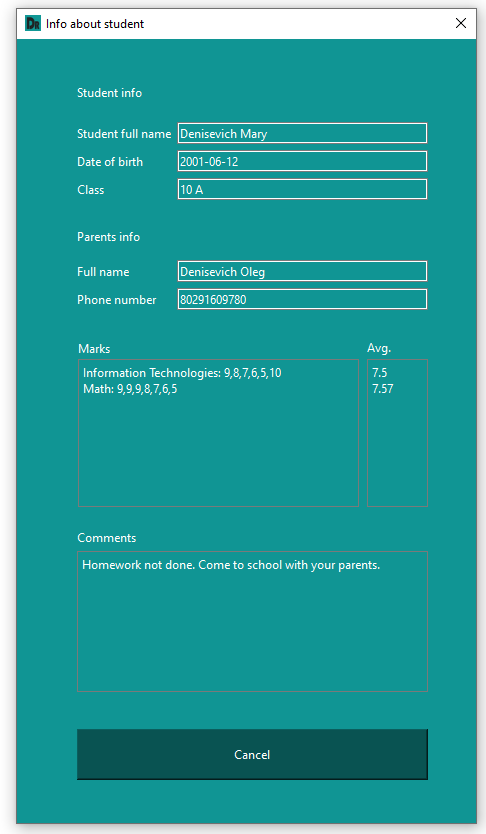 DR Info about student
Student info
Student full name Denisevich Mary
Date of birth 2001-06-12
Class 10 A
Parents info
Full name Denisevich Oleg
Phone number 80291609780
Marks Avg.
Information Technologies: 9,8,7,6,5,10 7.5
Math: 9,9,9,8,7,6,5 7.57
Comments
Homework not done. Come to school with your parents.
Cancel